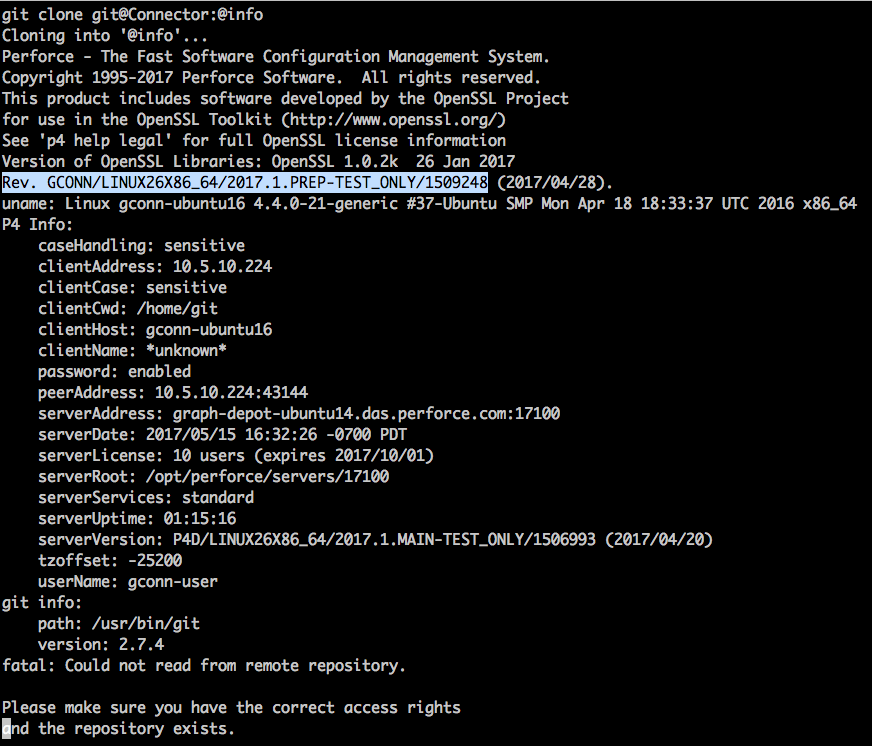 git clone git@Connector:@info
Cloning into '@info'...
Perforce - The Fast Software Configuration Management System.
Copyright 1995-2017 Perforce Software.  All rights reserved.
This product includes software developed by the OpenSSL Project
for use in the OpenSSL Toolkit (http://www.openssl.org/)
See 'p4 help legal' for full OpenSSL license information
Version of OpenSSL Libraries: OpenSSL 1.0.2k  26 Jan 2017
Rev. GCONN/LINUX26X86_64/2017.1.PREP-TEST_ONLY/1509248 (2017/04/28).
uname: Linux gconn-ubuntu16 4.4.0-21-generic #37-Ubuntu SMP Mon Apr 18 18:33:37 UTC 2016 x86_64
P4 Info:
    caseHandling: sensitive
    clientAddress: 10.5.10.224
    clientCase: sensitive
    clientCwd: /home/git
    clientHost: gconn-ubuntu16
    clientName: *unknown*
    password: enabled
    peerAddress: 10.5.10.224:43144
    serverAddress: graph-depot-ubuntu14.das.perforce.com:17100
    serverDate: 2017/05/15 16:32:26 -0700 PDT
    serverLicense: 10 users (expires 2017/10/01)
    serverRoot: /opt/perforce/servers/17100
    serverServices: standard
    serverUptime: 01:15:16
    serverVersion: P4D/LINUX26X86_64/2017.1.MAIN-TEST_ONLY/1506993 (2017/04/20)
    tzoffset: -25200
    userName: gconn-user
git info:
    path: /usr/bin/git
    version: 2.7.4
fatal: Could not read from remote repository.

Please make sure you have the correct access rights
and the repository exists.